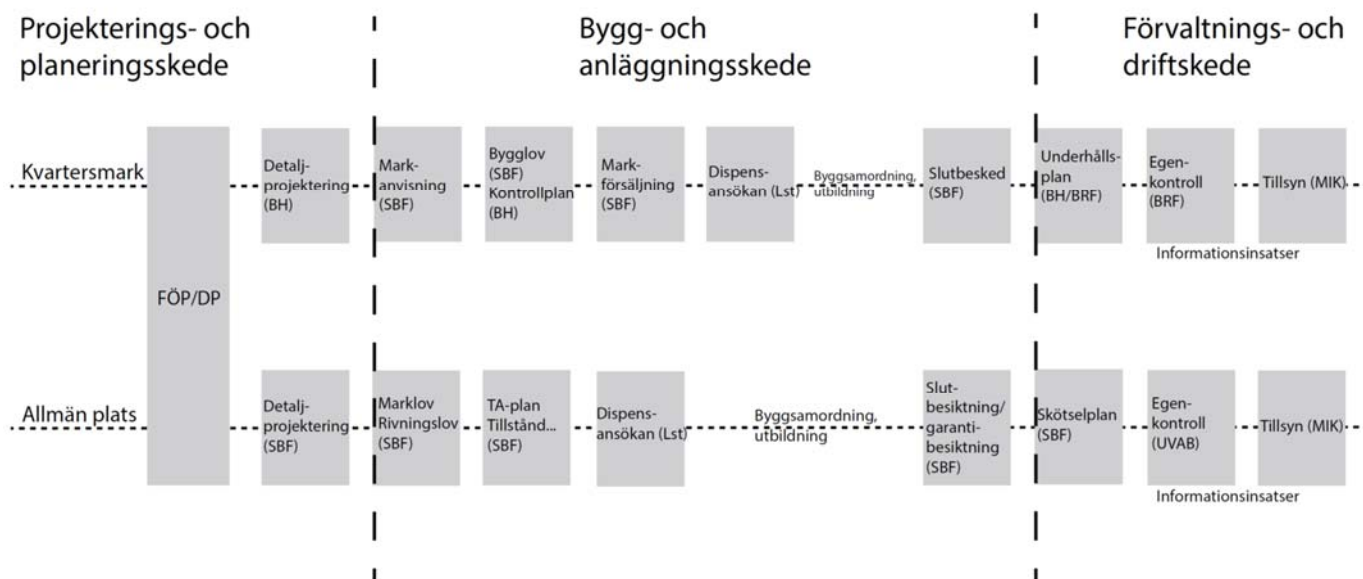 Projekterings- och
planeringsskede
Bygg- och
anläggningsskede
Förvaltnings- och
driftskede
Kvartersmark
FÖP/DP
Detalj-
projektering
(BH)
Mark-
anvisning
(SBF)
Bygglov
(SBF)
Kontrollplan
(BH)
Mark-
försäljning
(SBF)
Dispens-
ansökan (Lst)
Byggsamordning,
utbildning
Slutbesked
(SBF)
Underhålls-
plan
(BH/BRF)
Egen-
kontroll
(BRF)
Tillsyn (MIK)
Informationsinsatser
Allmän plats
Detalj-
projektering
(SBF)
Marklov
Rivningslov
(SBF)
TA-plan
Tillstånd...
(SBF)
Dispens-
ansökan (Lst)
Byggsamordning,
utbildning
Slut-
besiktning/
garanti-
besiktning
(SBF)
Skötselplan
(SBF)
Egen-
kontroll
(UVAB)
Tillsyn (MIK)
Informationsinsatser